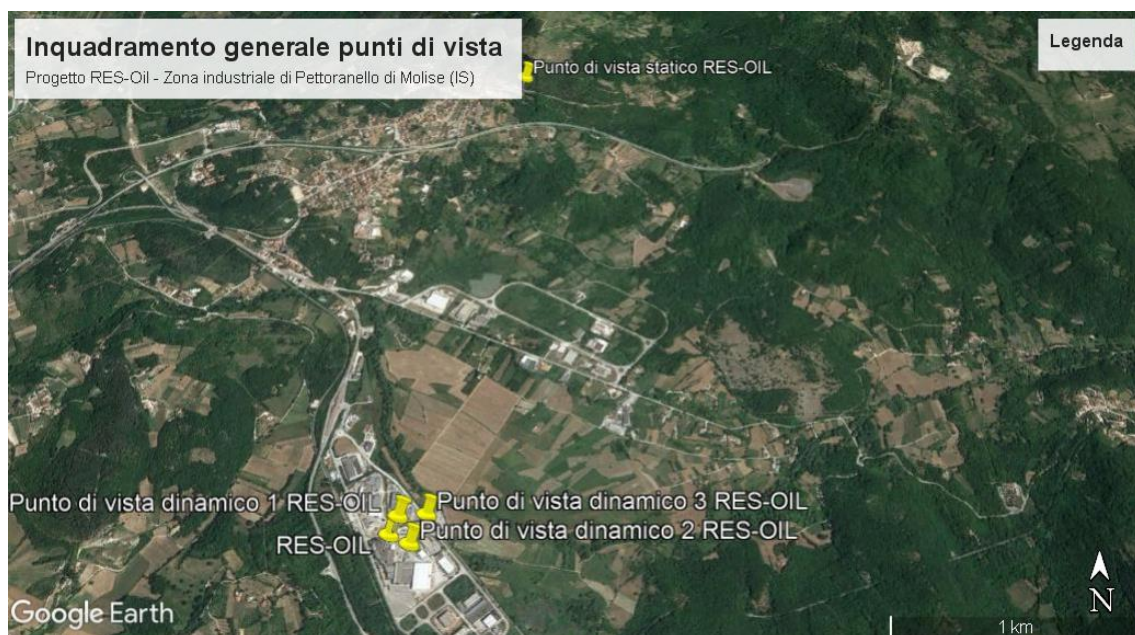 Inquadramento generale punti di vista
Progetto RES-Oil - Zona industriale di Pettoranello di Molise (IS)
Legenda
Punto di vista statico RES-OIL
Punto di vista dinamico 1 RES-OIL
Punto di vista dinamico 3 RES-OIL
Punto di vista dinamico 2 RES-OIL
RES-OIL
Google Earth
N
1 km